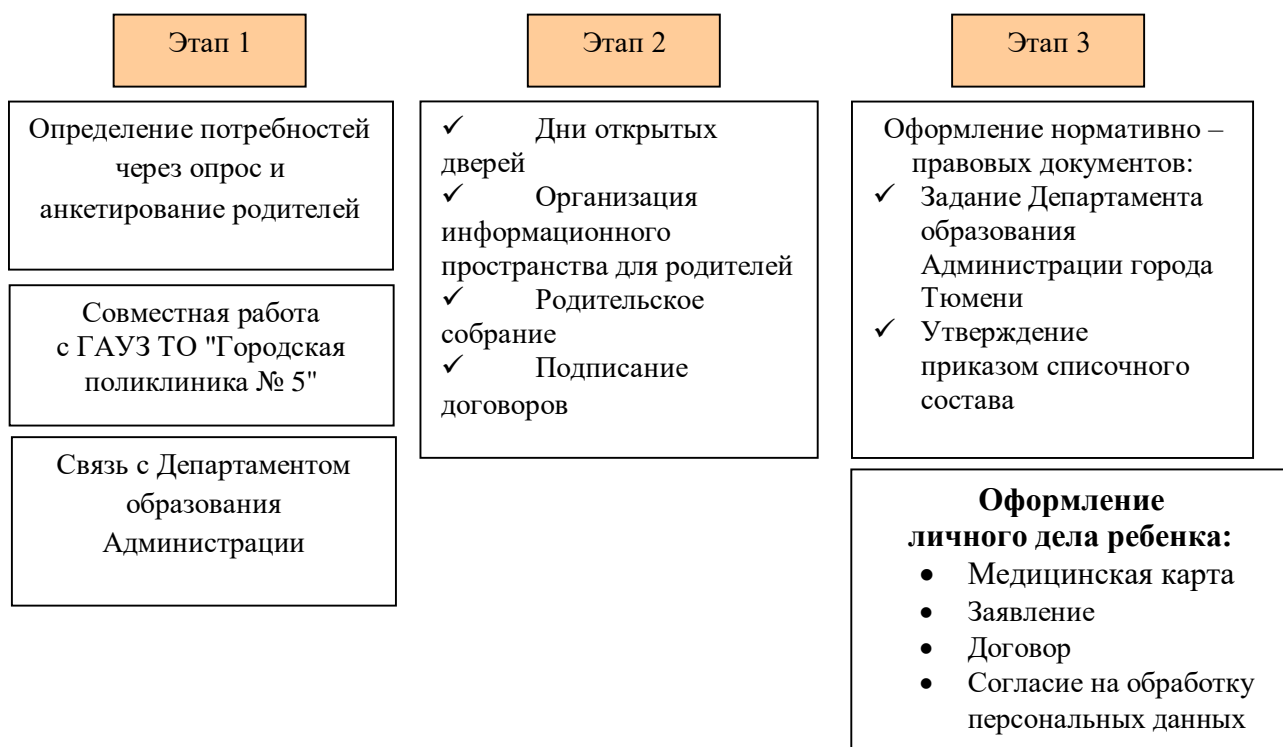 Этап 1
Определение потребностей
через опрос и
анкетирование родителей
Совместная работа
с ГАУЗ ТО "Городская
поликлиника № 5"
Связь с Департаментом
образования
Администрации
Этап 2
✓ Дни открытых
дверей
✓ Организация
информационного
пространства для родителей
✓ Родительское
собрание
✓ Подписание
договоров
Этап 3
Оформление нормативно –
правовых документов:
✓ Задание Департамента
образования
Администрации города
Тюмени
✓ Утверждение
приказом списочного
состава
Оформление
личного дела ребенка:
• Медицинская карта
• Заявление
• Договор
• Согласие на обработку
персональных данных